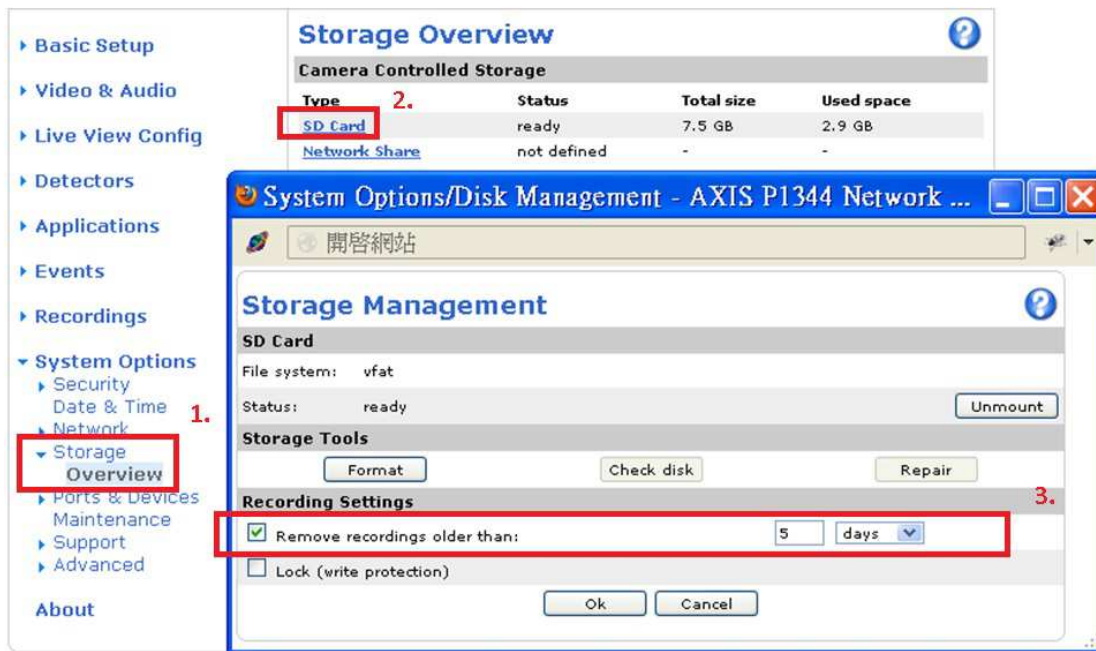 Basic Setup
Video & Audio
Live View Config
Detectors
Applications
Events
Recordings
System Options
Security
Date & Time
1.
Network
Storage
Overview
Ports & Devices
Maintenance
Support
Advanced
About
Storage Overview
Camera Controlled Storage
Type Status Total size Used space
2.
SD Card ready 7.5 GB 2.9 GB
Network Share not defined - -
System Options/Disk Management - AXIS P1344 Network ...
開啓網站
Storage Management
SD Card
File system: vfat
Status: ready Unmount
Storage Tools
Format Check disk Repair
Recording Settings
3.
Remove recordings older than: 5 days
Lock (write protection)
Ok Cancel